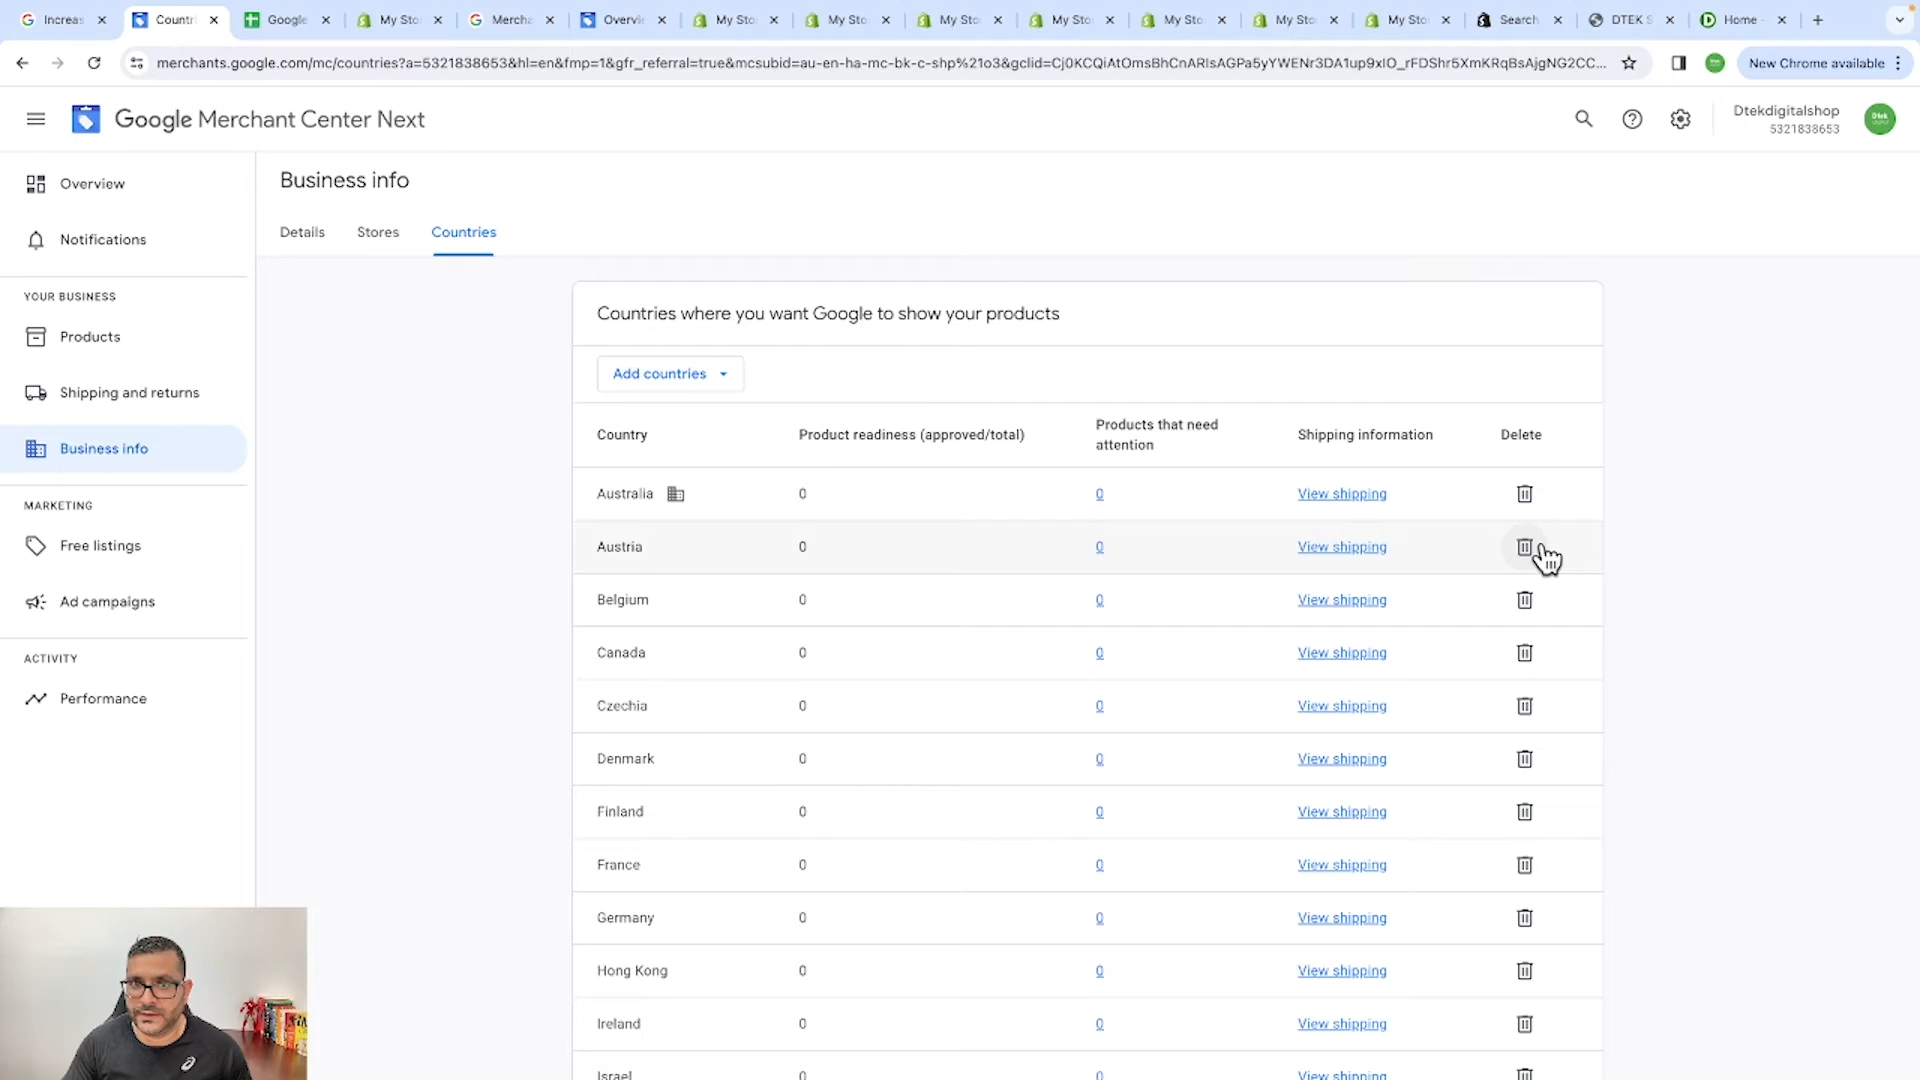 Increas
Countri
Google
My Sto
Mercha
Overvie
My Sto
My Sto
My Sto
My Sto
My Sto
My Sto
My Sto
Search
DTEK S
Home -
merchants.google.com/mc/countries?a=5321838653&hl=en&fmp=1&gfr_referral=true&mcsubid=au-en-ha-mc-bk-c-shp%21o3&gclid=Cj0KCQiAtOmsBhCnARIsAGPa5yYWENr3DA1up9xIO_rFDShr5XmKRqBsAjgNG2CC...
New Chrome available
Google Merchant Center Next
Dtekdigitalshop
5321838653
Overview
Notifications
YOUR BUSINESS
Products
Shipping and returns
Business info
MARKETING
Free listings
Ad campaigns
ACTIVITY
Performance
Business info
Details Stores Countries
Countries where you want Google to show your products
Add countries
Country Product readiness (approved/total) Products that need attention Shipping information Delete
Australia 0 0 View shipping
Austria 0 0 View shipping
Belgium 0 0 View shipping
Canada 0 0 View shipping
Czechia 0 0 View shipping
Denmark 0 0 View shipping
Finland 0 0 View shipping
France 0 0 View shipping
Germany 0 0 View shipping
Hong Kong 0 0 View shipping
Ireland 0 0 View shipping
Israel 0 0 View shipping